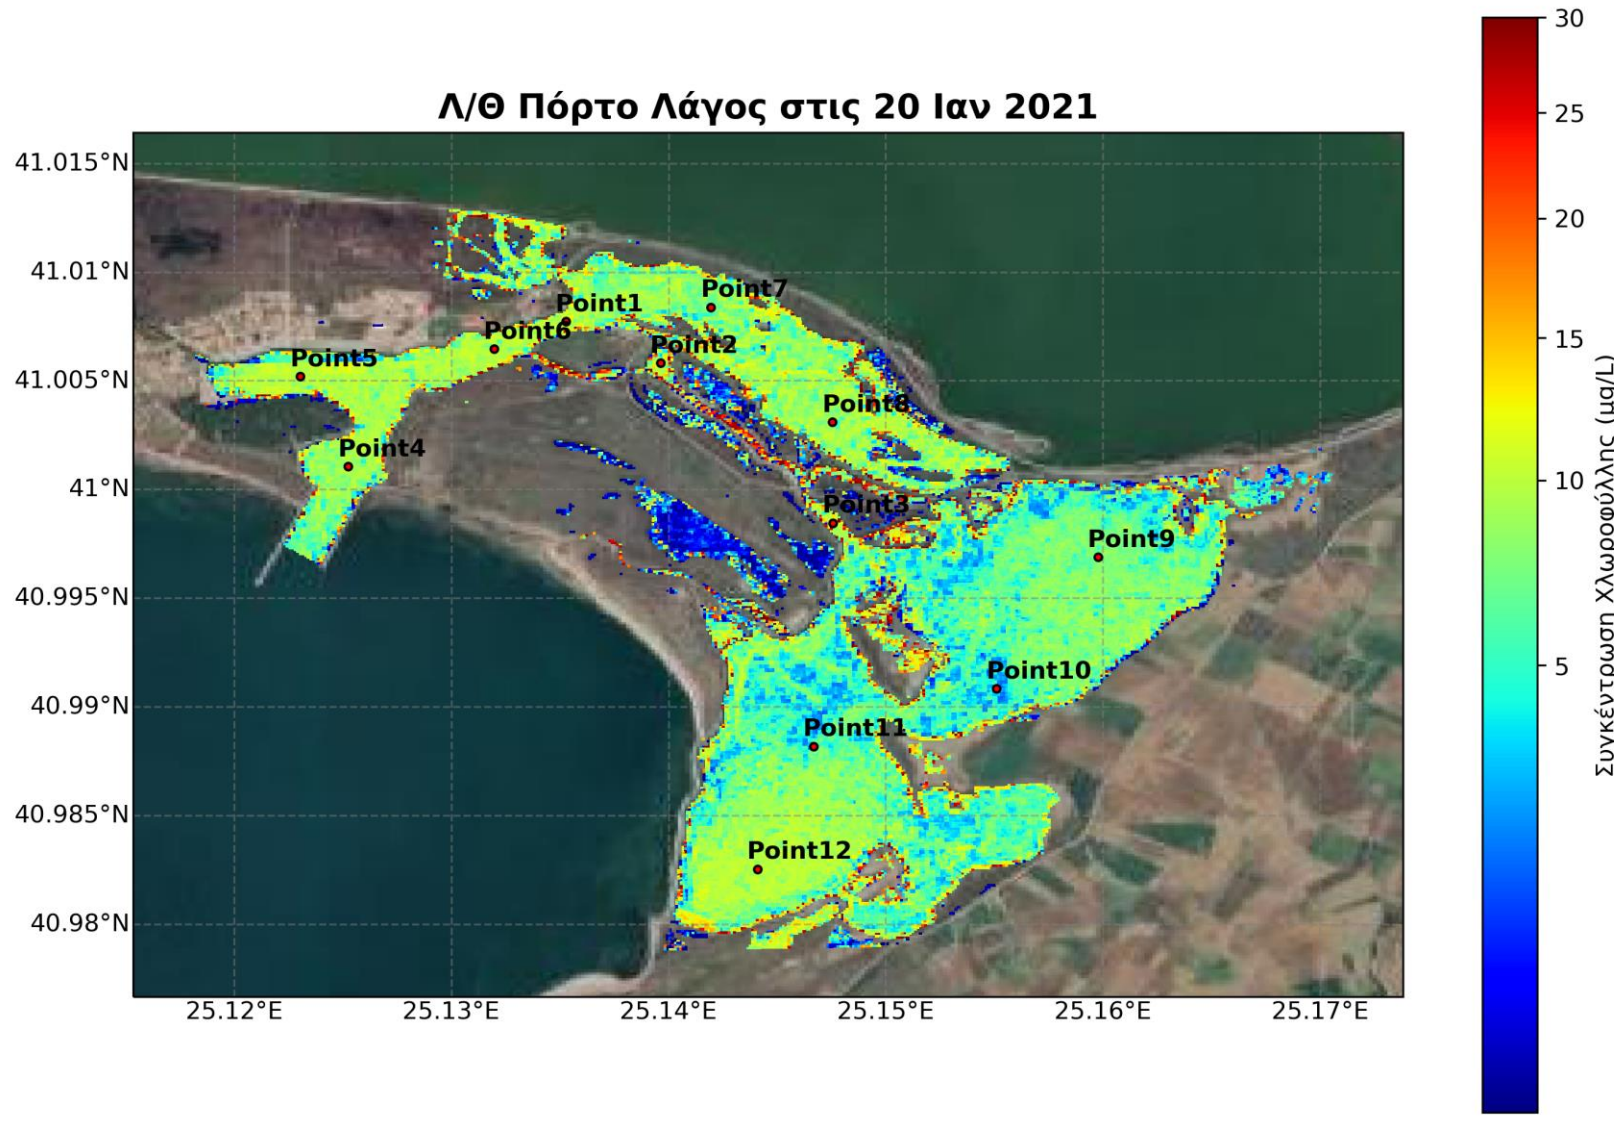 Λ/Θ Πόρτο Λάγος στις 20 Ιαν 2021
41.015°N
41.01°N
41.005°N
41°N
40.995°N
40.99°N
40.985°N
40.98°N
25.12°E
25.13°E
25.14°E
25.15°E
25.16°E
25.17°E
Point7
Point1
Point6
Point2
Point5
Point8
Point4
Point3
Point9
Point10
Point11
Point12
30
25
20
15
10
5
Συγκέντρωση Χλωροφύλλης (μg/L)